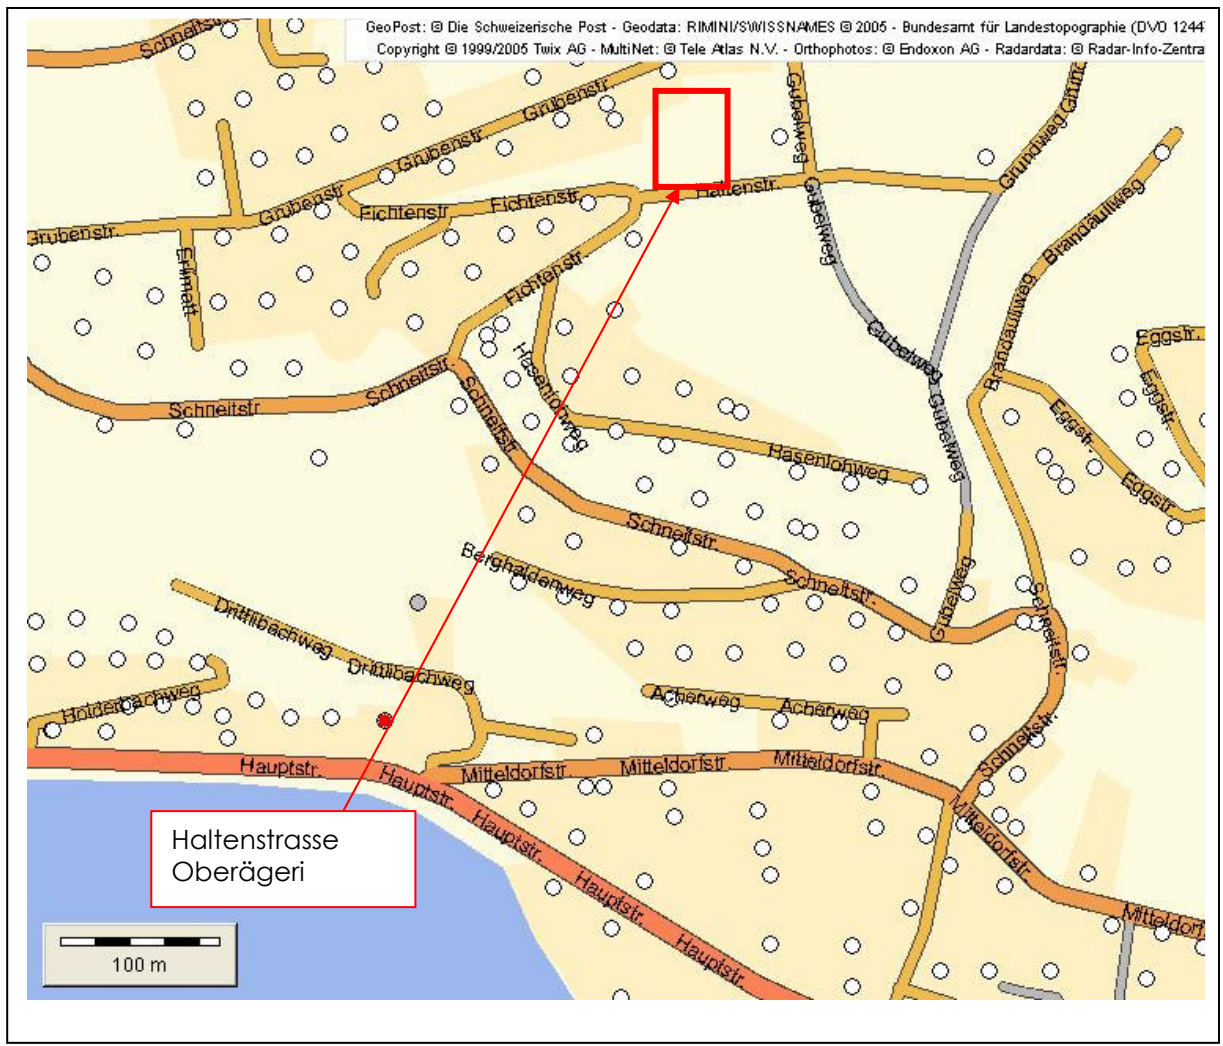 GeoPost: © Die Schweizerische Post - Geodata: RIMINI/SWISSNAMES © 2005 - Bundesamt für Landestopographie (DVO 1244
Copyright © 1999/2005 Twix AG - MultiNet: © Tele Atlas N.V. - Orthophotos: © Endoxon AG - Radardata: © Radar-Info-Zentra
Schneitstr.
Grubenstr.
Grubenstr.
Grubenstr.
Grubenstr.
Gubelweg
Grundweg
Grund
Brandäuliweg
Haltenstr.
Fichtenstr.
Fichtenstr.
Erlimatt
Gubelweg
Fichtenstr.
Brandäuliweg
Gubelweg
Eggstr.
Hasenlohweg
Schneitstr.
Schneitstr.
Schneitstr.
Gubelweg
Eggstr.
Eggstr.
Hasenlohweg
Eggstr.
Schneitstr.
Berghaldenweg
Schneitstr.
Gubelweg
Schneitstr.
Drittlibachweg
Drittlibachweg
Holderbachweg
Acherweg
Acherweg
Schneitstr.
Hauptstr.
Hauptstr.
Mitteldorfstr.
Mitteldorfstr.
Mitteldorfstr.
Hauptstr.
Mitteldorfstr.
Haltenstrasse
Oberägeri
Hauptstr.
Mitteldorf
Hauptstr.
100 m